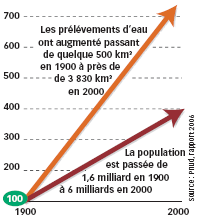 700
Les prélévements d'eau
ont augmenté passant
600
de quelque 500 km³
en 1900 à près de
500
de 3 830 km³
en 2000
400
300
200
La population
est passée de
1,6 milliard en 1900
à 6 milliards en 2000
100
1900
2000
source: Pnud, rapport 2006